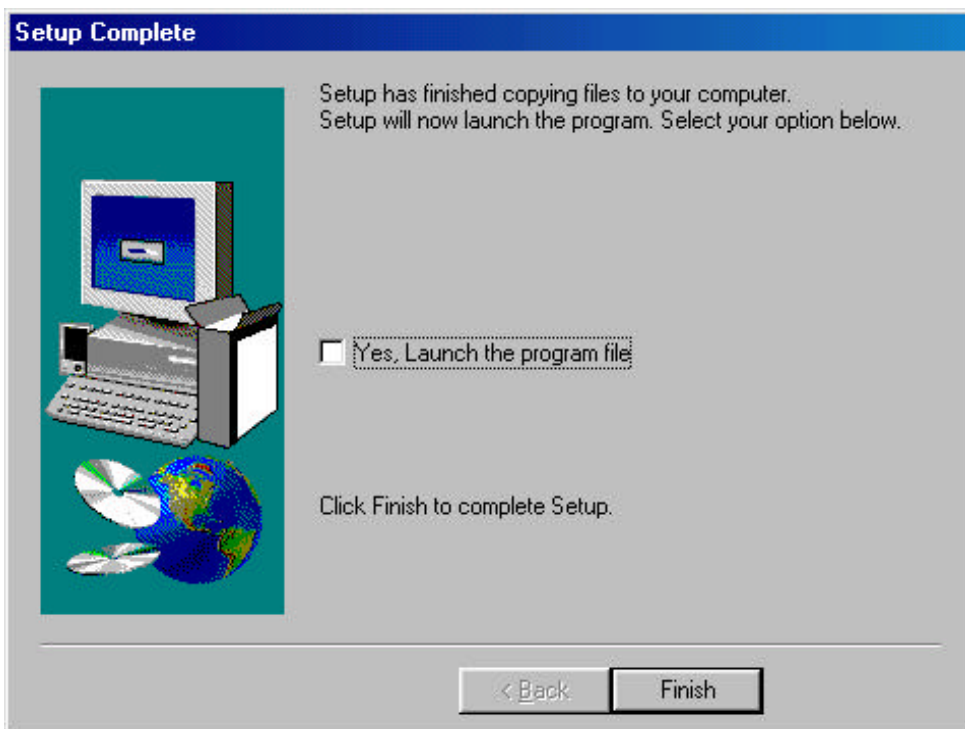 Setup Complete
Setup has finished copying files to your computer.
Setup will now launch the program. Select your option below.
Yes, Launch the program file
Click Finish to complete Setup.
< Back
Finish